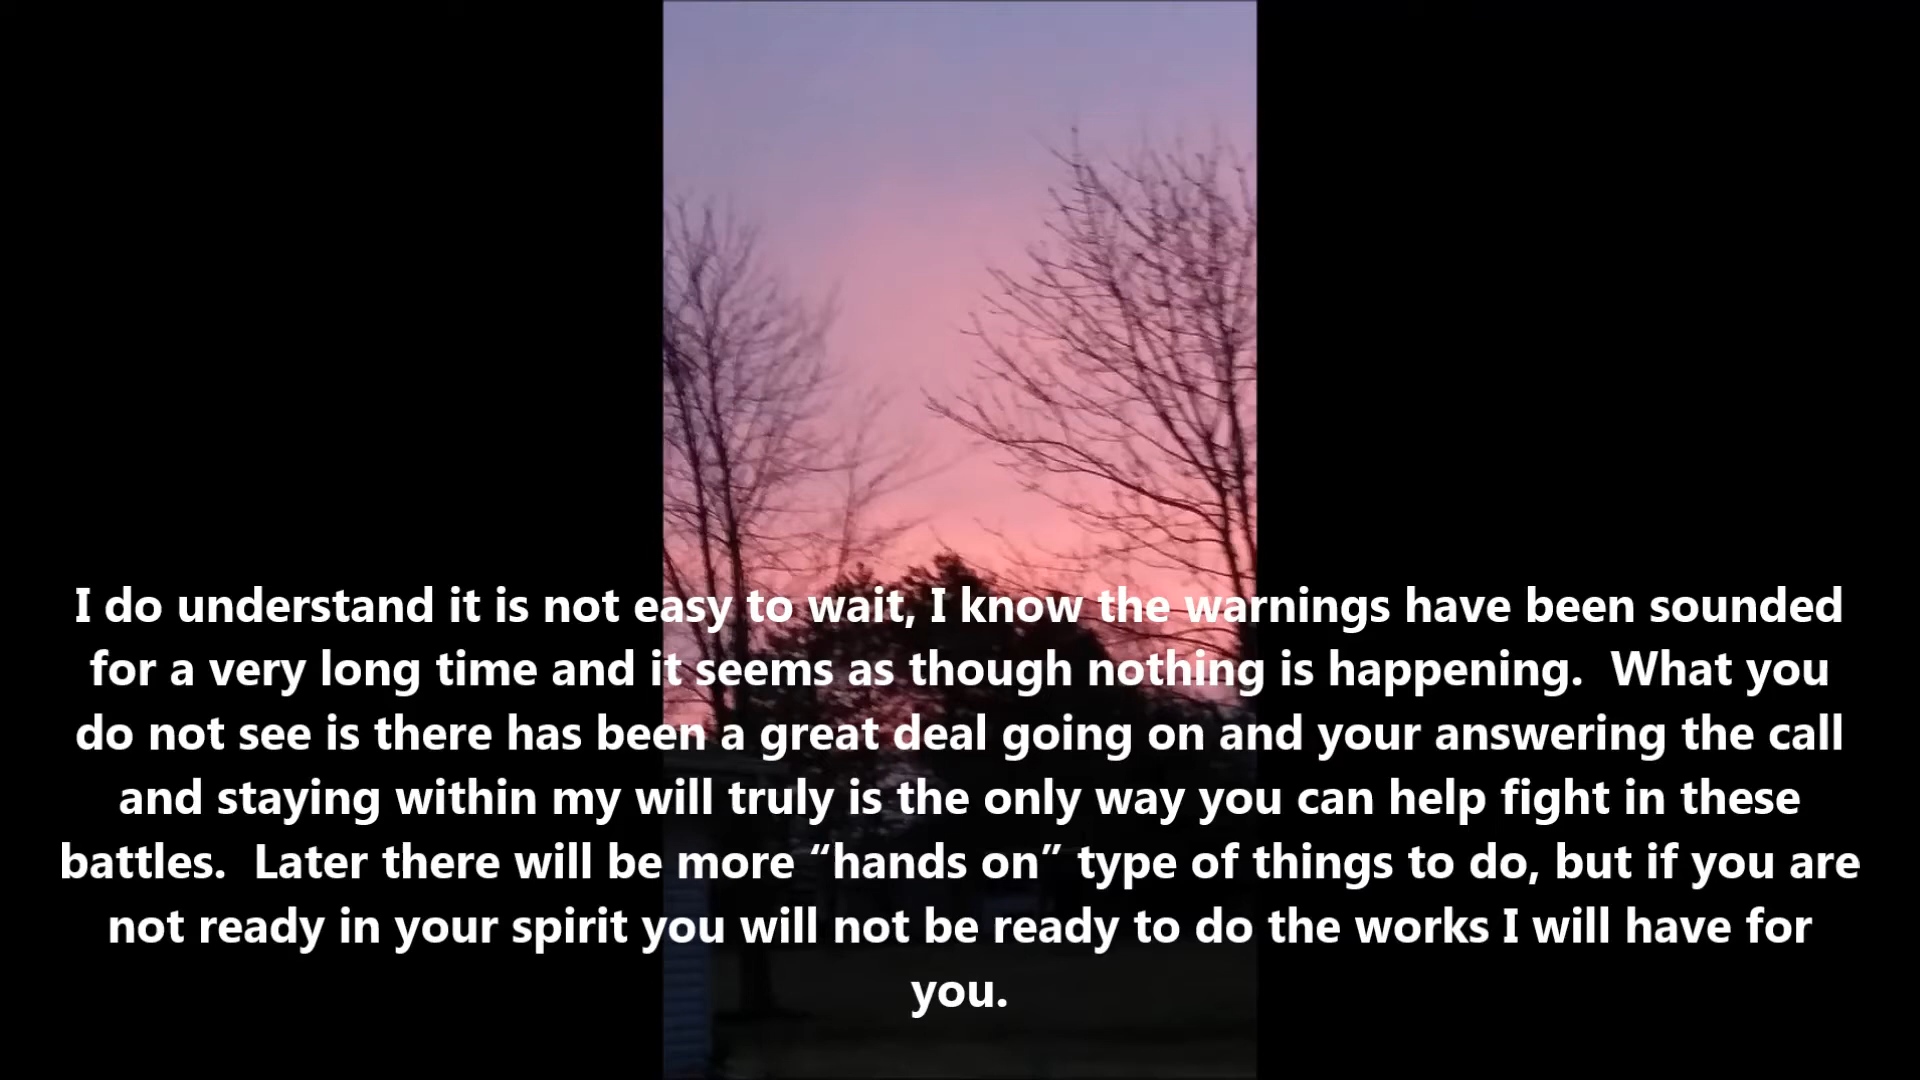 I do understand it is not easy to wait, I know the warnings have been sounded
for a very long time and it seems as though nothing is happening.  What you
do not see is there has been a great deal going on and your answering the call
and staying within my will truly is the only way you can help fight in these
battles.  Later there will be more “hands on” type of things to do, but if you are
not ready in your spirit you will not be ready to do the works I will have for
you.